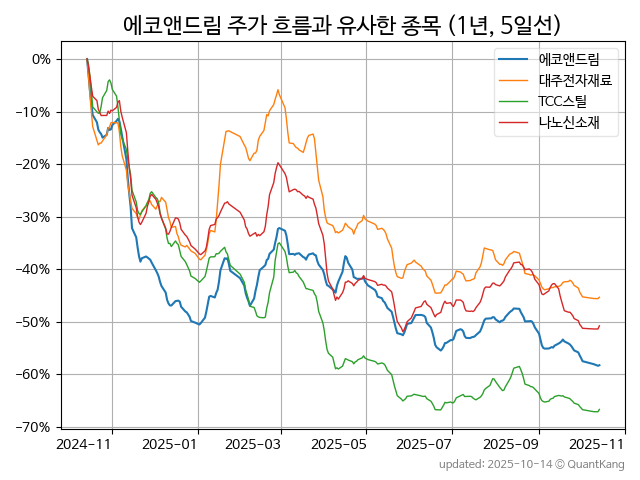 에코앤드림 주가 흐름과 유사한 종목 (1년, 5일선)
에코앤드림
대주전자재료
TCC스틸
나노신소재
0%
−10%
−20%
−30%
−40%
−50%
−60%
−70%
2024-11 2025-01 2025-03 2025-05 2025-07 2025-09 2025-11
updated: 2025-10-14 © QuantKang